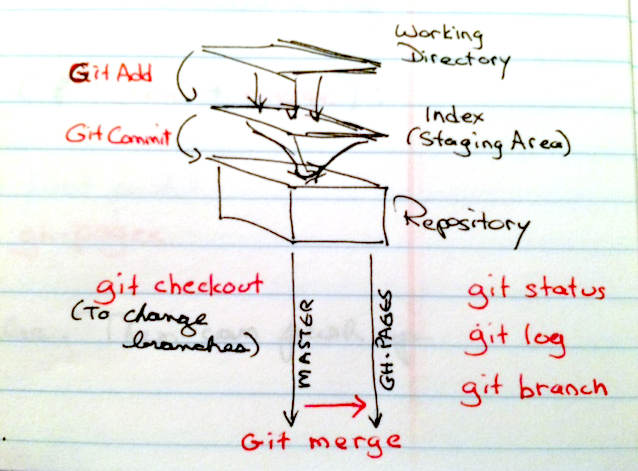 Working
Directory
Git Add
Index
(Staging Area)
Git Commit
Repository
git checkout
(To change
branches)
MASTER
GH-PAGES
git status
git log
git branch
Git merge